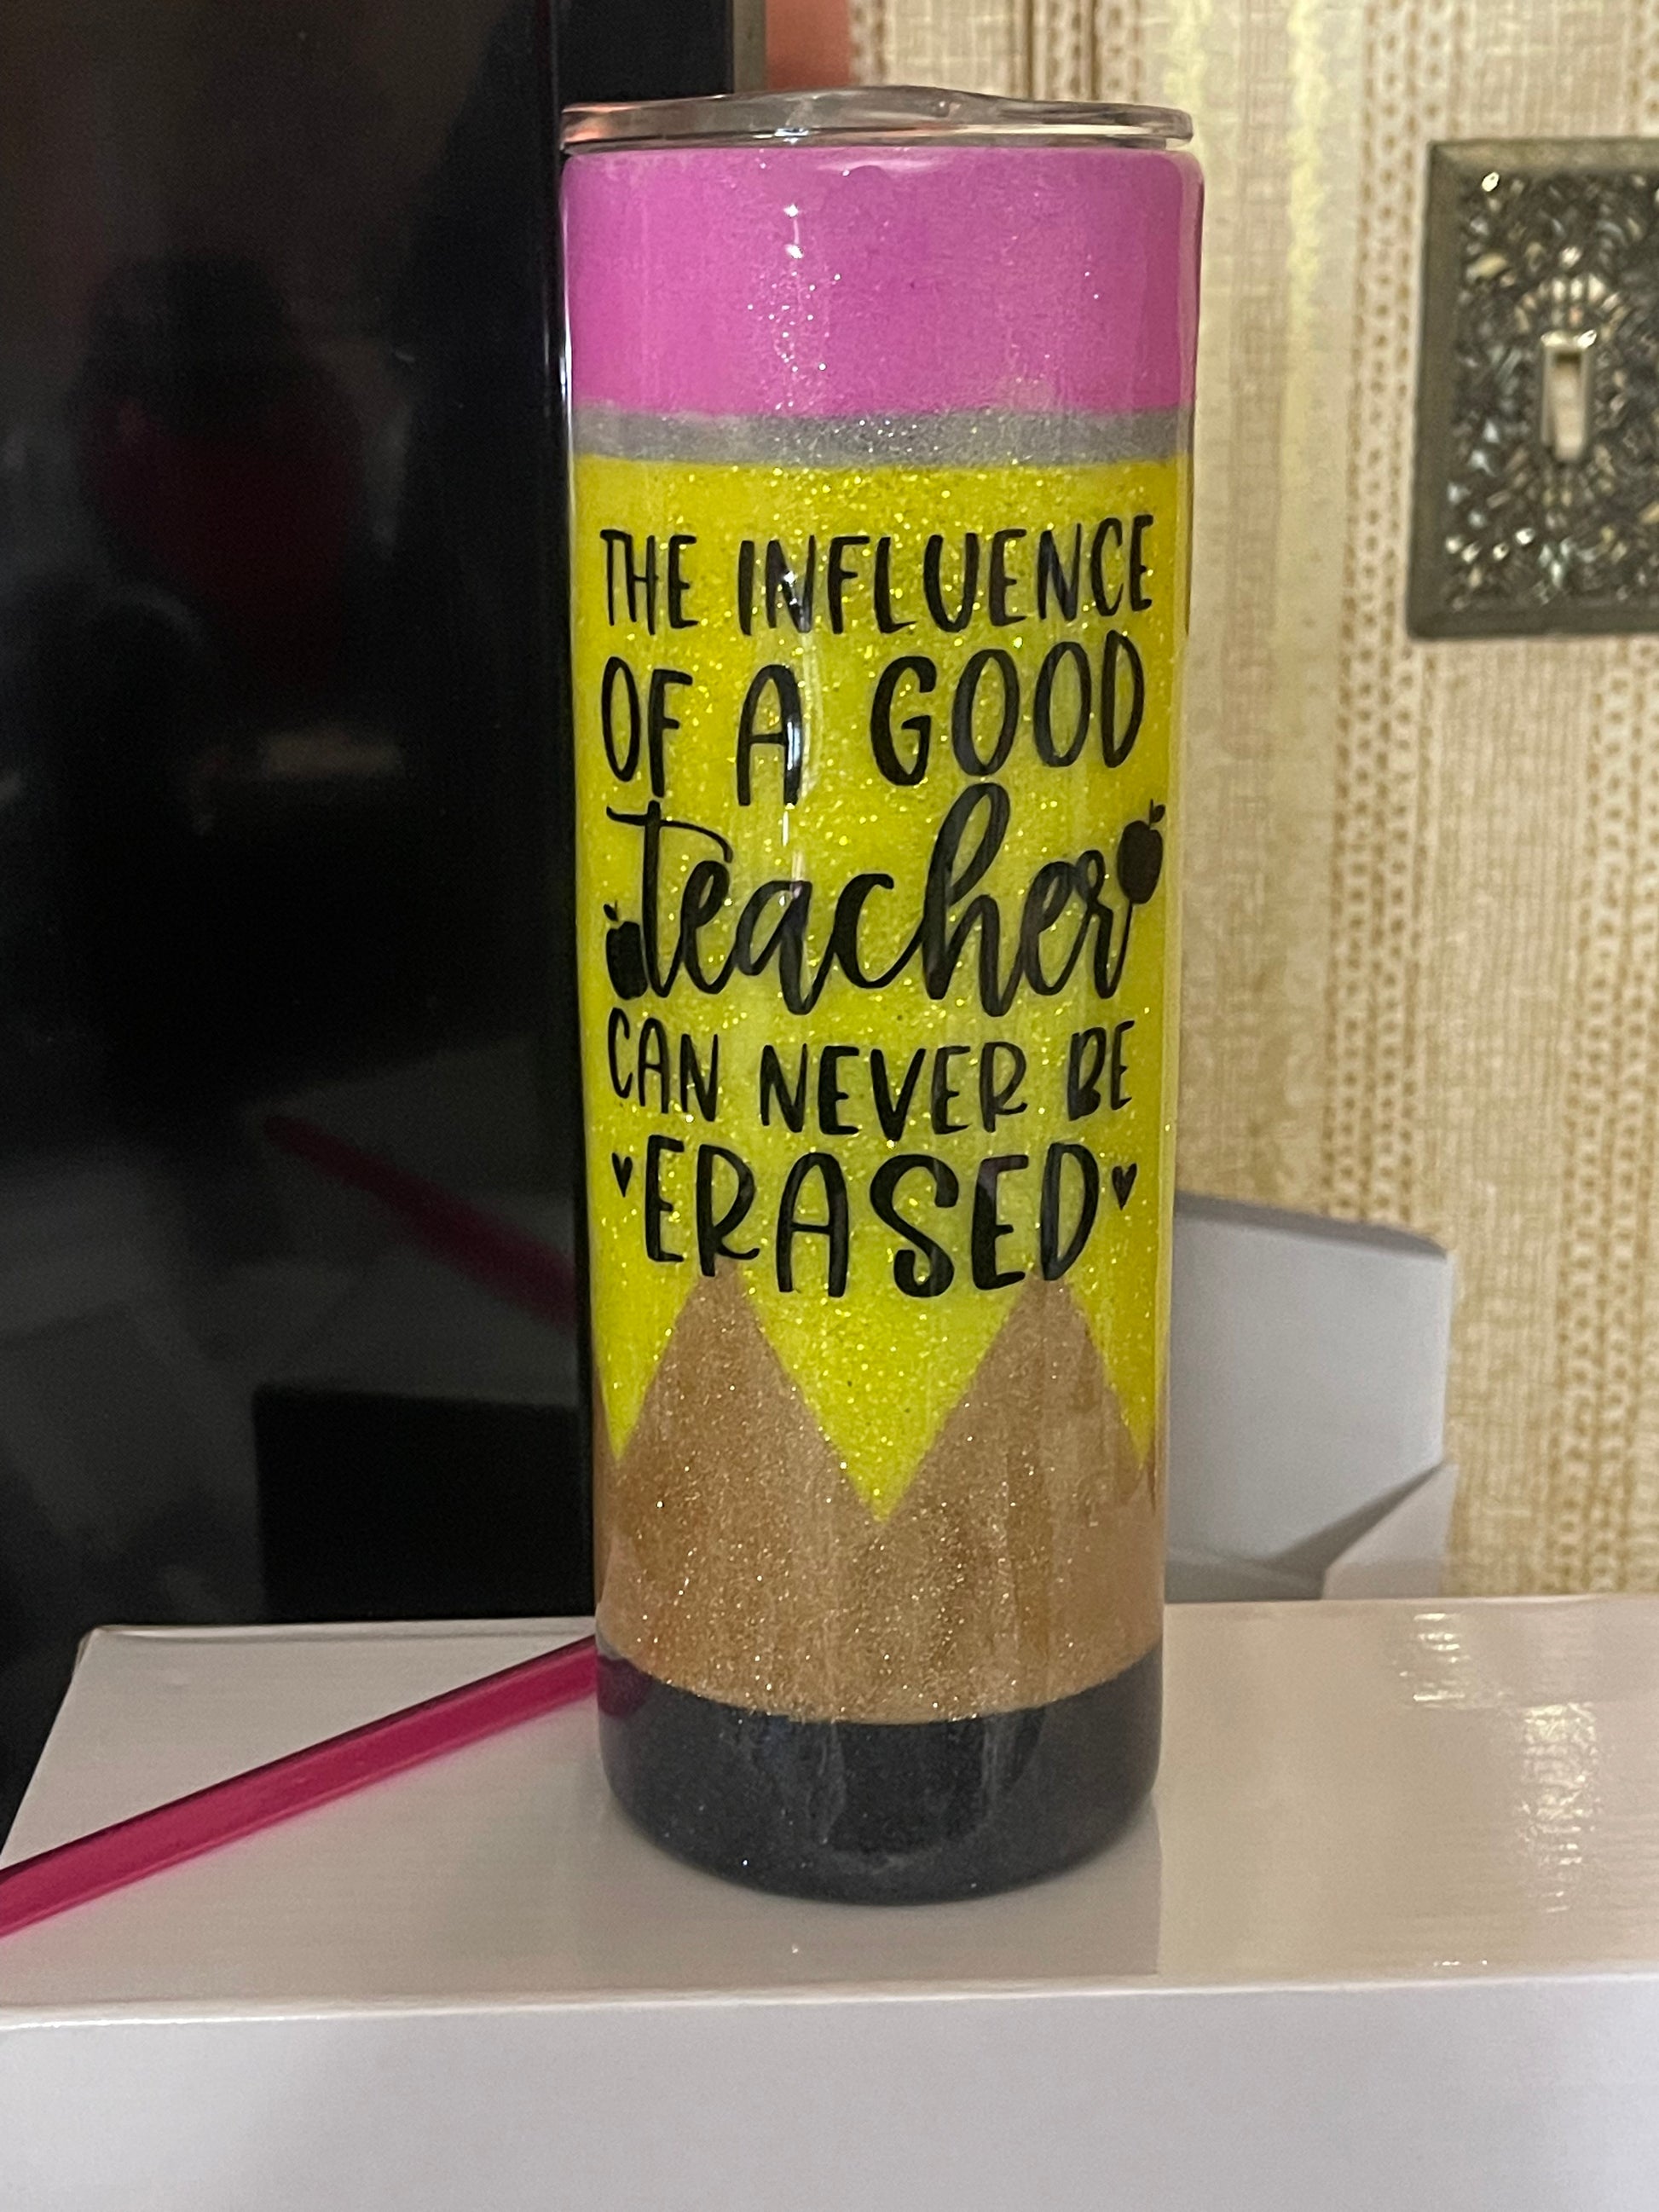 THE INFLUENCE
OF A GOOD
teacher
CAN NEVER BE
ERASED